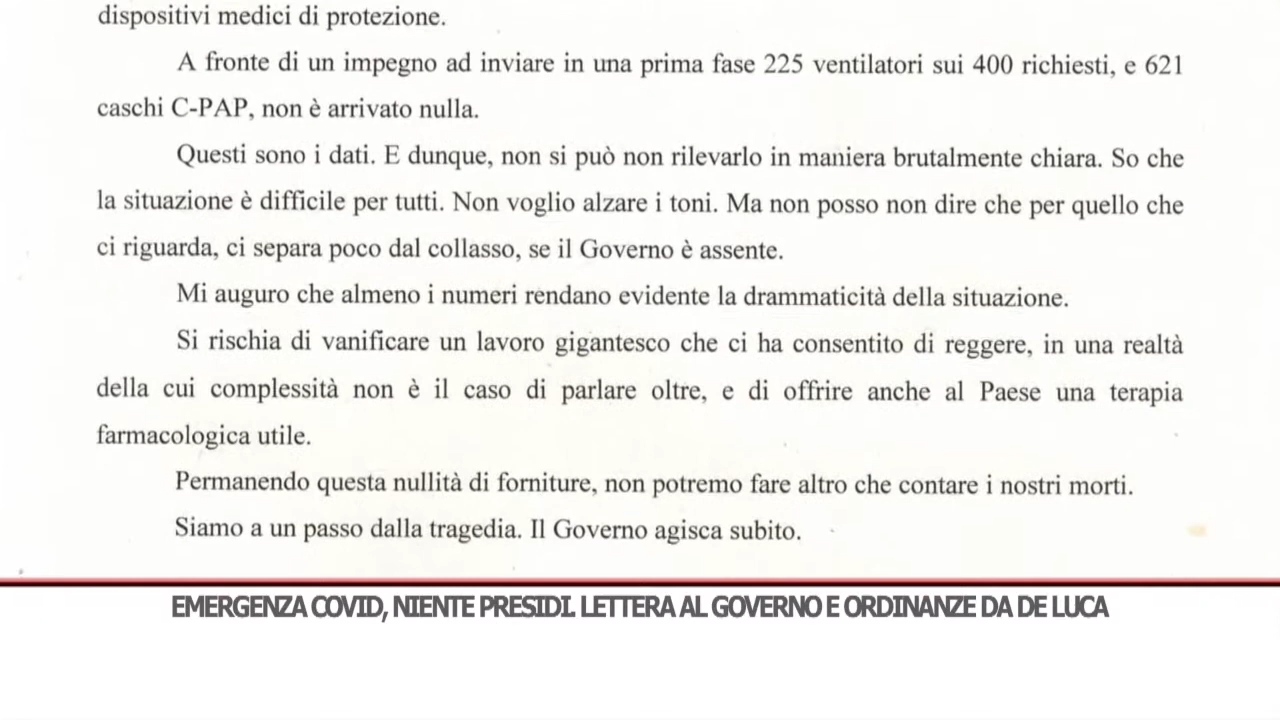 dispositivi medici di protezione.
A fronte di un impegno ad inviare in una prima fase 225 ventilatori sui 400 richiesti, e 621
caschi C-PAP, non è arrivato nulla.
Questi sono i dati. E dunque, non si può non rilevarlo in maniera brutalmente chiara. So che
la situazione è difficile per tutti. Non voglio alzare i toni. Ma non posso non dire che per quello che
ci riguarda, ci separa poco dal collasso, se il Governo è assente.
Mi auguro che almeno i numeri rendano evidente la drammaticità della situazione.
Si rischia di vanificare un lavoro gigantesco che ci ha consentito di reggere, in una realtà
della cui complessità non è il caso di parlare oltre, e di offrire anche al Paese una terapia
farmacologica utile.
Permanendo questa nullità di forniture, non potremo fare altro che contare i nostri morti.
Siamo a un passo dalla tragedia. Il Governo agisca subito.
EMERGENZA COVID, NIENTE PRESIDI. LETTERA AL GOVERNO E ORDINANZE DA DE LUCA